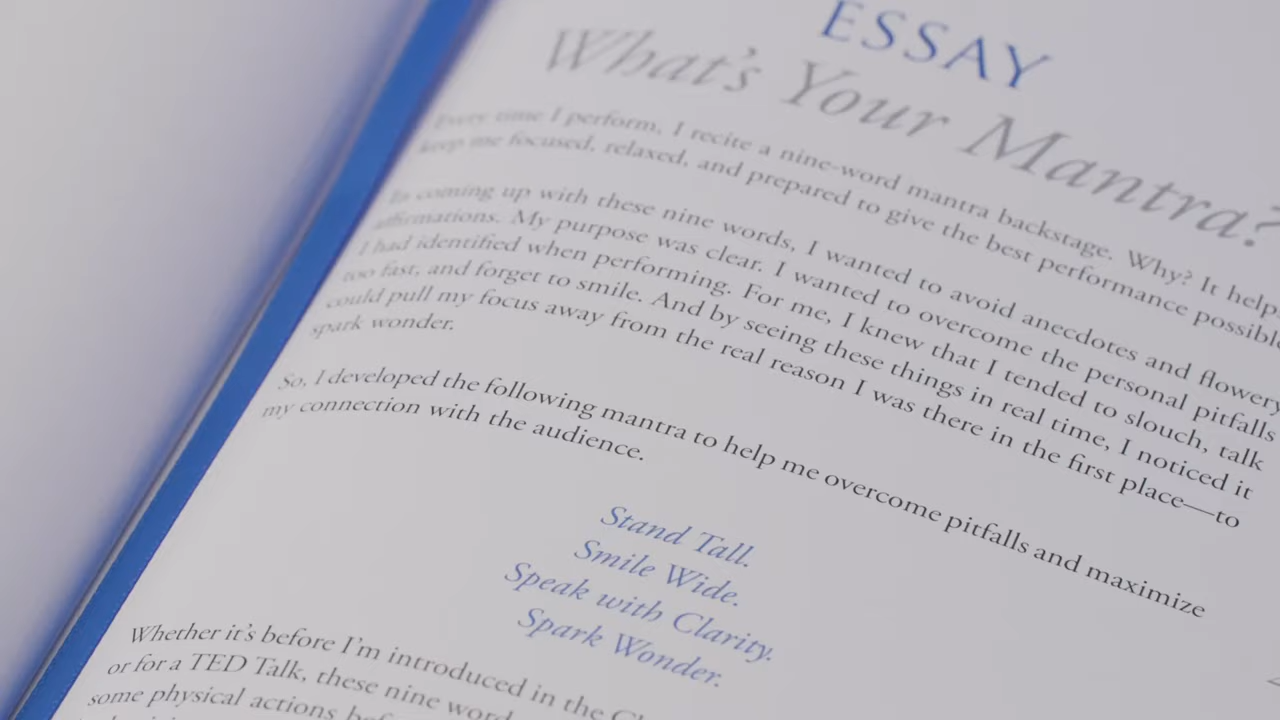 ESSAY
What's Your Mantra?
Every time I perform, I recite a nine-word mantra backstage. Why? It helps
keep me focused, relaxed, and prepared to give the best performance possible
In coming up with these nine words, I wanted to avoid anecdotes and flowery
affirmations. My purpose was clear. I wanted to overcome the personal pitfalls
I had identified when performing. For me, I knew that I tended to slouch, talk
too fast, and forget to smile. And by seeing these things in real time, I noticed it
could pull my focus away from the real reason I was there in the first place—to
spark wonder.
So, I developed the following mantra to help me overcome pitfalls and maximize
my connection with the audience.
Stand Tall.
Smile Wide.
Speak with Clarity.
Spark Wonder.
Whether it's before I'm introduced in the
or for a TED Talk, these nine
some physical actions